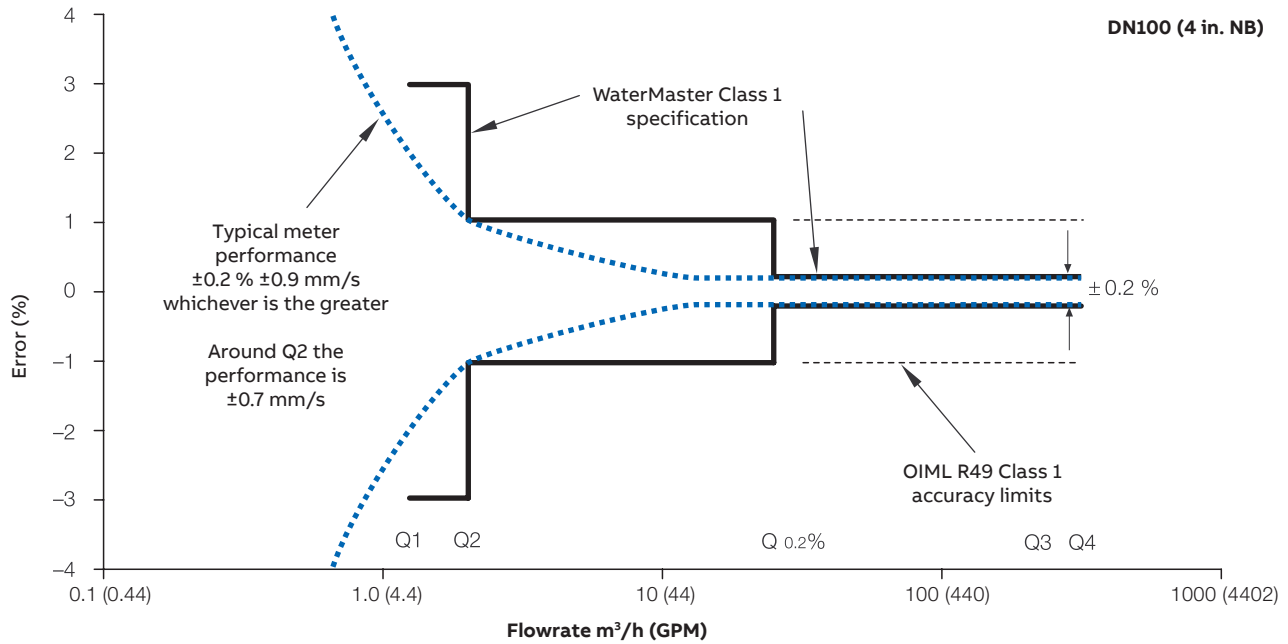 DN100 (4 in. NB)
4
3
2
1
0
–1
–2
–3
–4
Error (%)
WaterMaster Class 1
specification
Typical meter
performance
±0.2 % ±0.9 mm/s
whichever is the greater
Around Q2 the
performance is
±0.7 mm/s
± 0.2 %
OIML R49 Class 1
accuracy limits
Q1
Q2
Q 0.2%
Q3
Q4
0.1 (0.44)
1.0 (4.4)
10 (44)
100 (440)
1000 (4402)
Flowrate m³/h (GPM)